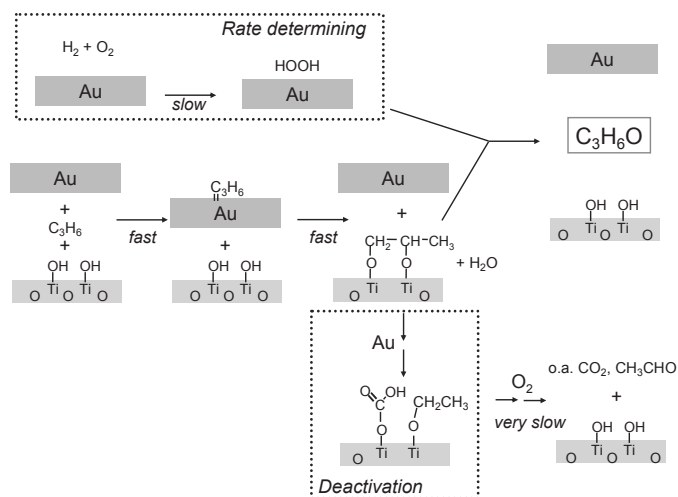 Rate determining
H₂ + O₂
HOOH
Au
Au
slow
Au
C₃H₆O
OH OH
Ti Ti
O O O
Au
+
C₃H₆
+
OH OH
Ti Ti
O O O
fast
C₃H₆
Au
+
OH OH
Ti Ti
O O O
fast
Au
+
CH₂-CH-CH₃
O O
Ti Ti
O O
+ H₂O
Au
O OH
C
O
CH₂CH₃
O
Ti Ti
O
Deactivation
O₂
very slow
o.a. CO₂, CH₃CHO
+
OH OH
Ti Ti
O O O